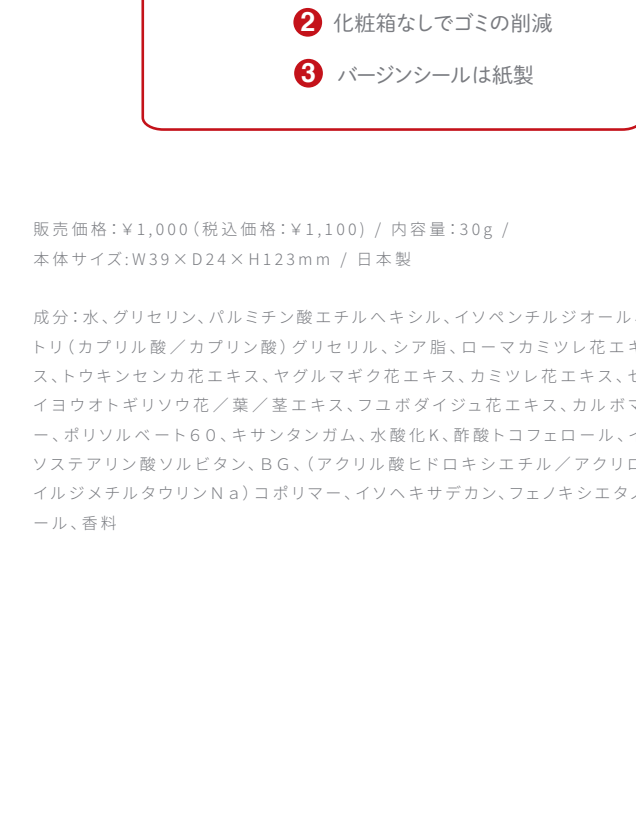 ❷ 化粧箱なしでゴミの削減
❸ バージンシールは紙製
販売価格：￥1,000（税込価格：￥1,100）/ 内容量：30g /
本体サイズ:W39×D24×H123mm / 日本製
成分：水、グリセリン、パルミチン酸エチルヘキシル、イソペンチルジオール、
トリ（カプリル酸／カプリン酸）グリセリル、シア脂、ローマカミツレ花エキ
ス、トウキンセンカ花エキス、ヤグルマギク花エキス、カミツレ花エキス、セ
イヨウオトギリソウ花／葉／茎エキス、フユボダイジュ花エキス、カルボマ
ー、ポリソルベート６０、キサンタンガム、水酸化K、酢酸トコフェロール、イ
ソステアリン酸ソルビタン、ＢＧ、（アクリル酸ヒドロキシエチル／アクリロ
イルジメチルタウリンＮａ）コポリマー、イソヘキサデカン、フェノキシエタノ
ール、香料